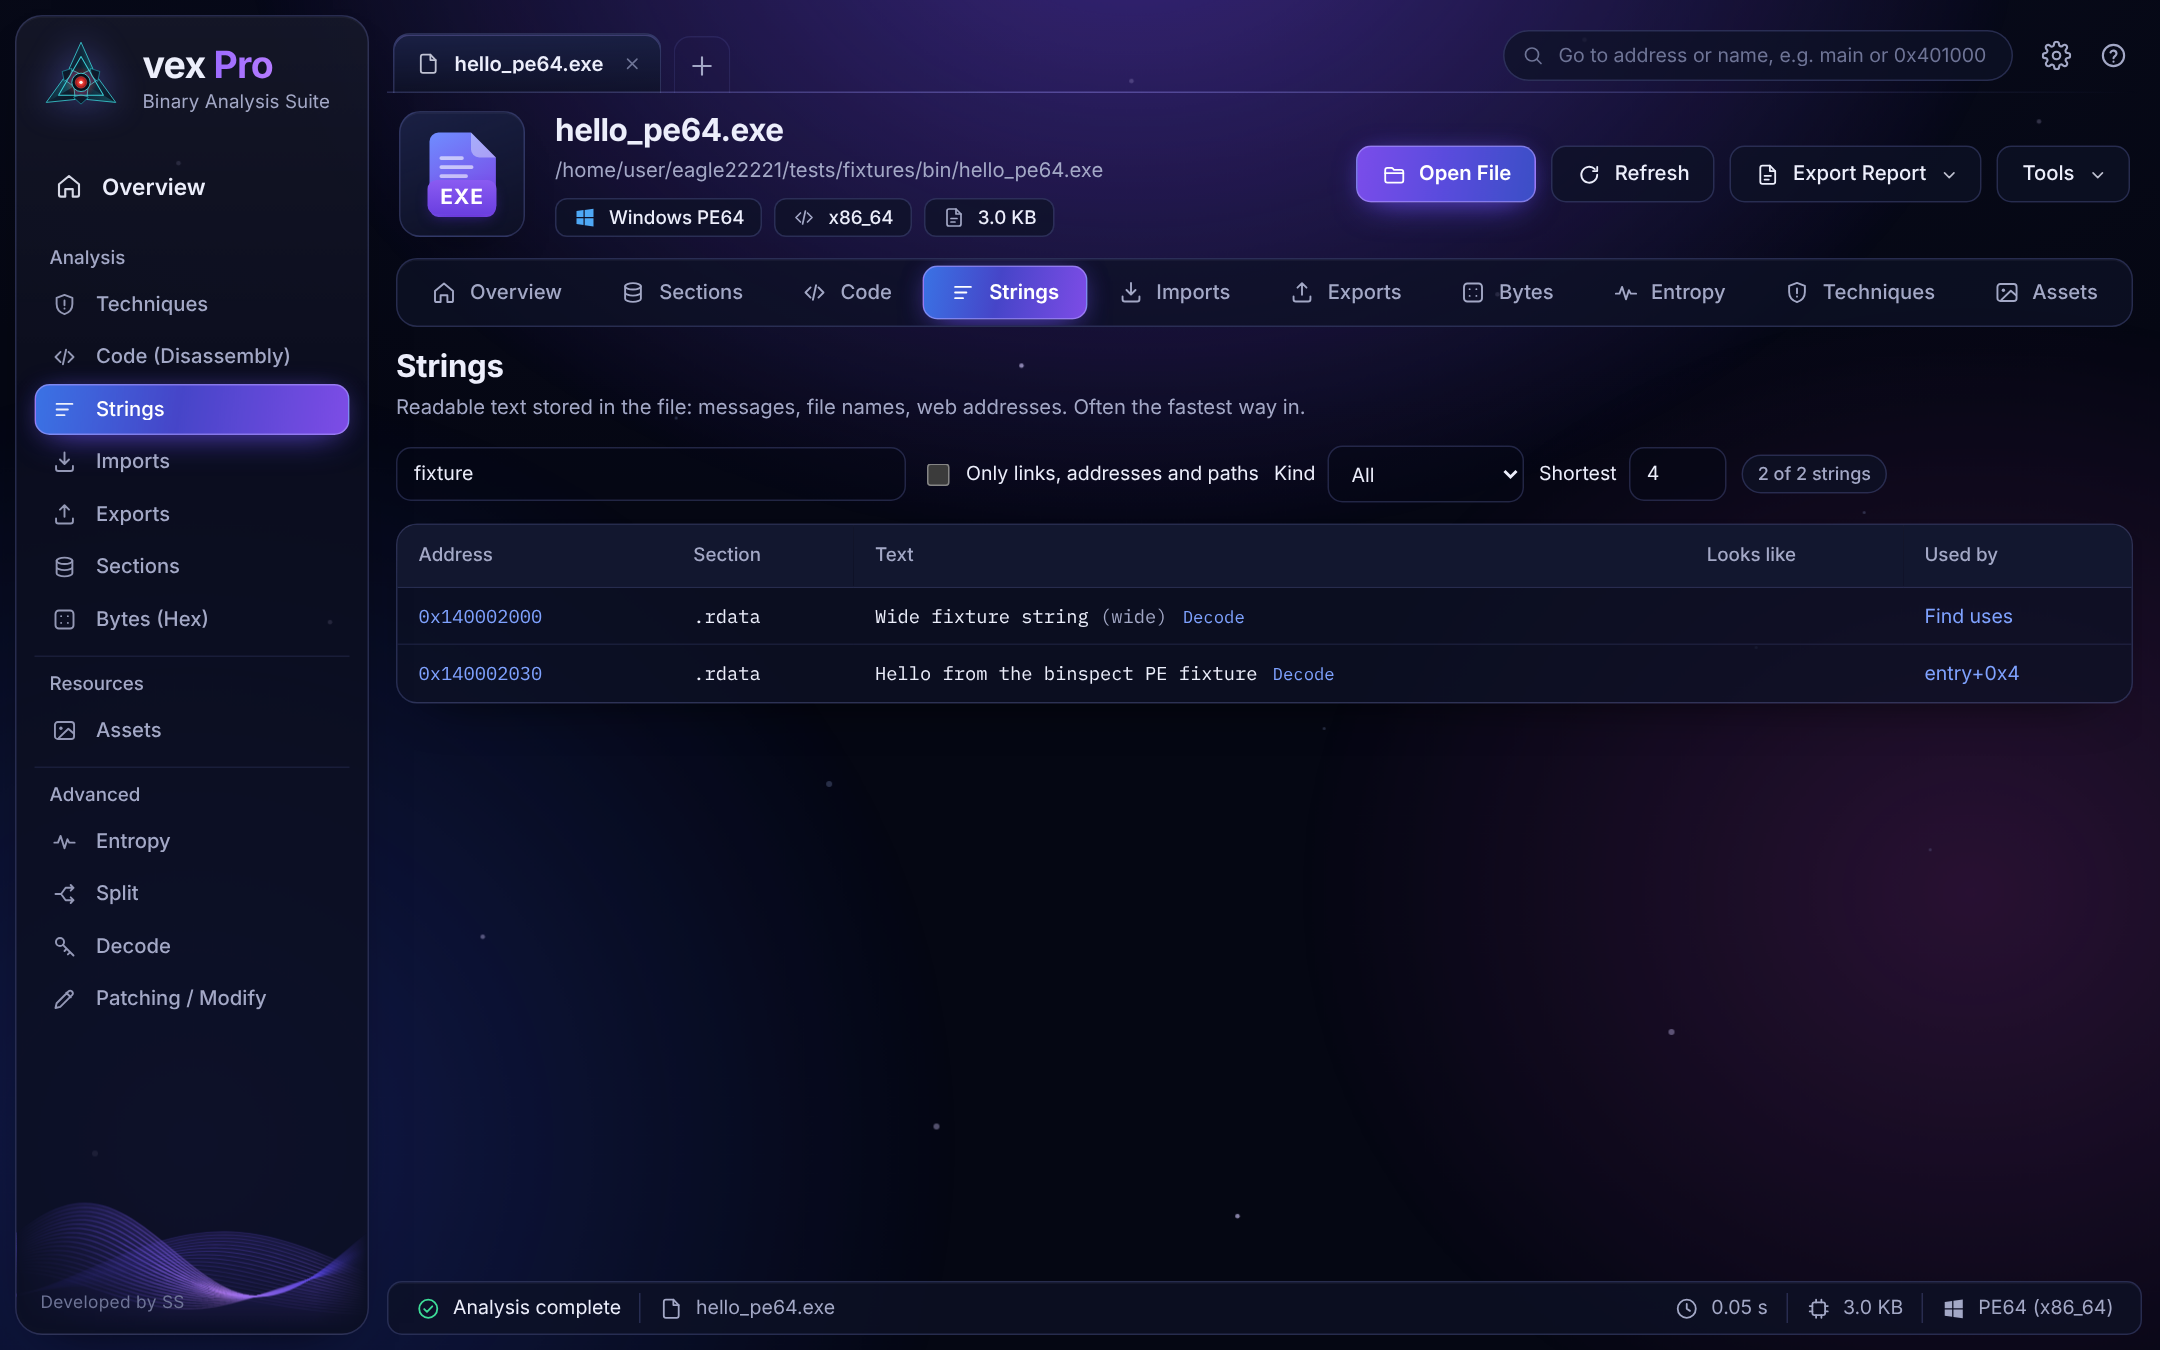 vex Pro
Binary Analysis Suite
Overview
Analysis
Techniques
Code (Disassembly)
Strings
Imports
Exports
Sections
Bytes (Hex)
Resources
Assets
Advanced
Entropy
Split
Decode
Patching / Modify
Developed by SS
hello_pe64.exe
Go to address or name, e.g. main or 0x401000
EXE
hello_pe64.exe
/home/user/eagle22221/tests/fixtures/bin/hello_pe64.exe
Windows PE64 x86_64 3.0 KB
Open File Refresh Export Report Tools
Overview Sections Code Strings Imports Exports Bytes Entropy Techniques Assets
Strings
Readable text stored in the file: messages, file names, web addresses. Often the fastest way in.
fixture Only links, addresses and paths Kind All Shortest 4 2 of 2 strings
Address Section Text Looks like Used by
0x140002000 .rdata Wide fixture string (wide) Decode Find uses
0x140002030 .rdata Hello from the binspect PE fixture Decode entry+0x4
Analysis complete hello_pe64.exe 0.05 s 3.0 KB PE64 (x86_64)